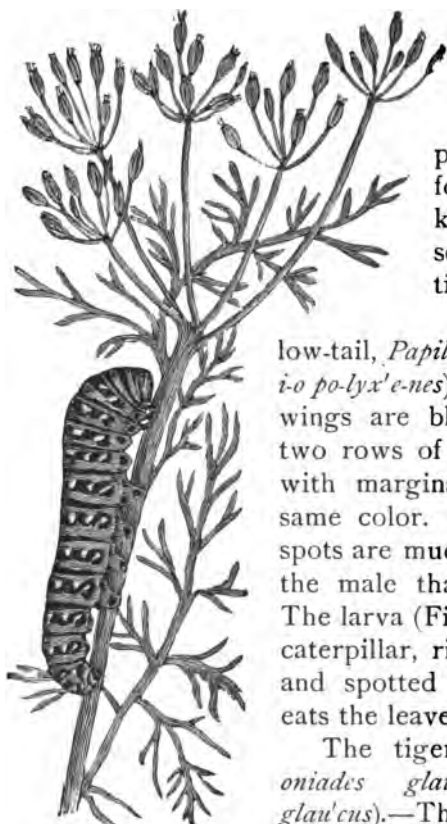 p
fo
k
se
ti
low-tail, Papil
i-o po-lyx'e-nes)
wings are bl
two rows of
with margin
same color.
spots are muc
the male tha
The larva (Fi
caterpillar, ri
and spotted
eats the leave
The tiger
oniades glau
glau'cus).—Th